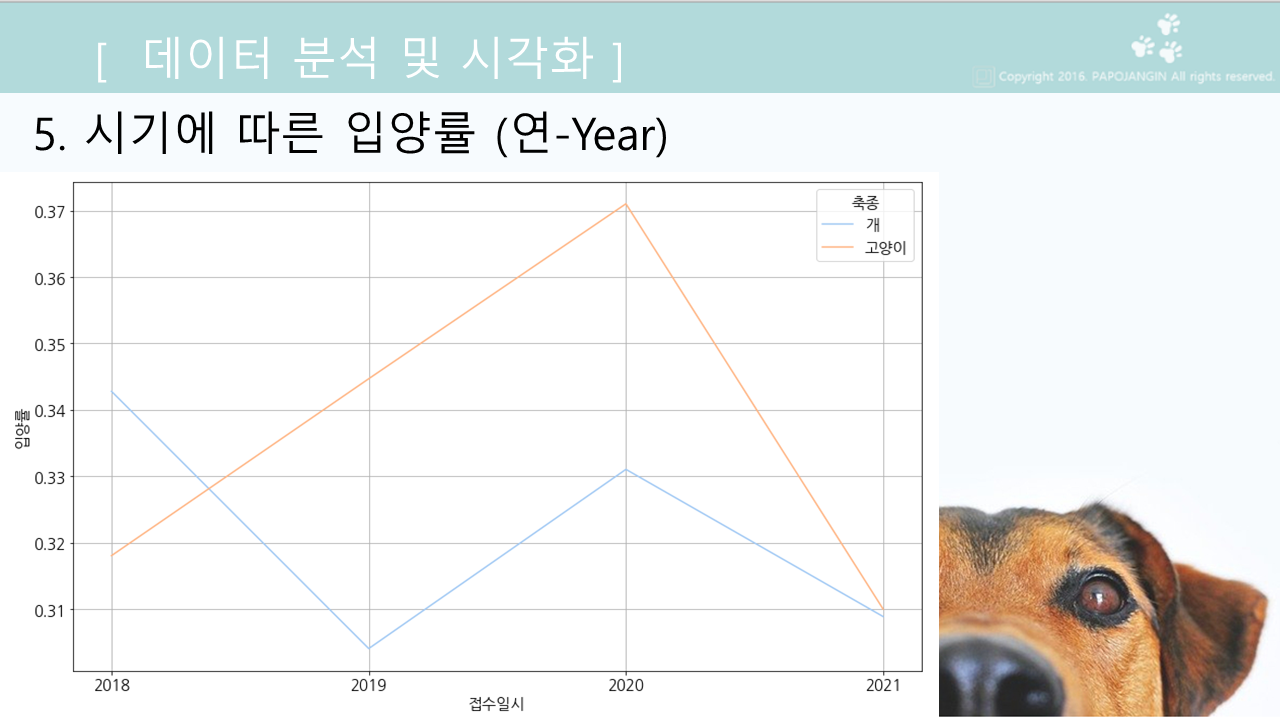 [ 데이터 분석 및 시각화 ]
Copyright 2016. PAPOJANGIN All rights reserved.
5. 시기에 따른 입양률 (연-Year)
축종
개
고양이
0.37
0.36
0.35
0.34
0.33
0.32
0.31
입양률
2018 2019 2020 2021
접수일시